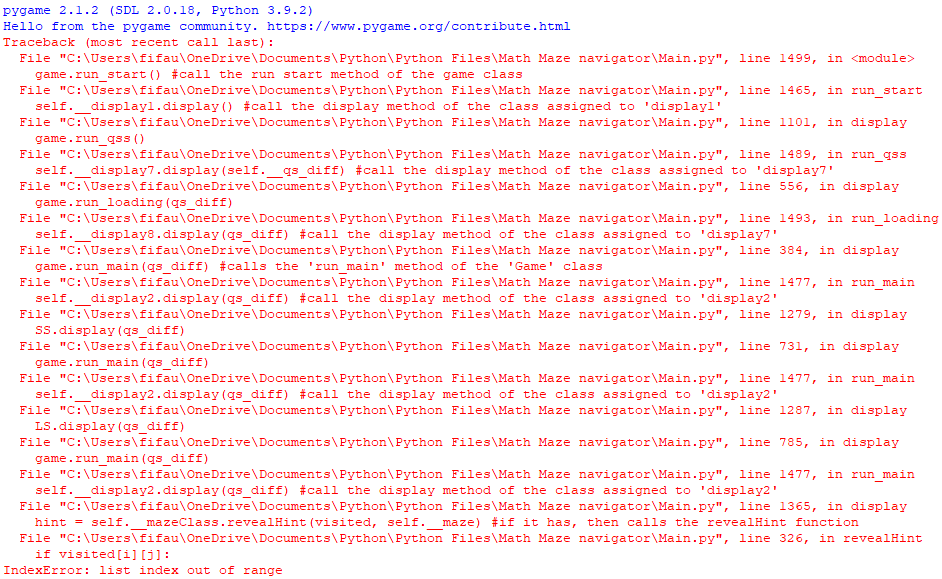 pygame 2.1.2 (SDL 2.0.18, Python 3.9.2)
Hello from the pygame community. https://www.pygame.org/contribute.html
Traceback (most recent call last):
  File "C:\Users\fifau\OneDrive\Documents\Python\Python Files\Math Maze navigator\Main.py", line 1499, in <module>
    game.run_start() #call the run start method of the game class
  File "C:\Users\fifau\OneDrive\Documents\Python\Python Files\Math Maze navigator\Main.py", line 1465, in run_start
    self.__display1.display() #call the display method of the class assigned to 'display1'
  File "C:\Users\fifau\OneDrive\Documents\Python\Python Files\Math Maze navigator\Main.py", line 1101, in display
    game.run_qss()
  File "C:\Users\fifau\OneDrive\Documents\Python\Python Files\Math Maze navigator\Main.py", line 1489, in run_qss
    self.__display7.display(self.__qs_diff) #call the display method of the class assigned to 'display7'
  File "C:\Users\fifau\OneDrive\Documents\Python\Python Files\Math Maze navigator\Main.py", line 556, in display
    game.run_loading(qs_diff)
  File "C:\Users\fifau\OneDrive\Documents\Python\Python Files\Math Maze navigator\Main.py", line 1493, in run_loading
    self.__display8.display(qs_diff) #call the display method of the class assigned to 'display7'
  File "C:\Users\fifau\OneDrive\Documents\Python\Python Files\Math Maze navigator\Main.py", line 384, in display
    game.run_main(qs_diff) #calls the 'run_main' method of the 'Game' class
  File "C:\Users\fifau\OneDrive\Documents\Python\Python Files\Math Maze navigator\Main.py", line 1477, in run_main
    self.__display2.display(qs_diff) #call the display method of the class assigned to 'display2'
  File "C:\Users\fifau\OneDrive\Documents\Python\Python Files\Math Maze navigator\Main.py", line 1279, in display
    SS.display(qs_diff)
  File "C:\Users\fifau\OneDrive\Documents\Python\Python Files\Math Maze navigator\Main.py", line 731, in display
    game.run_main(qs_diff)
  File "C:\Users\fifau\OneDrive\Documents\Python\Python Files\Math Maze navigator\Main.py", line 1477, in run_main
    self.__display2.display(qs_diff) #call the display method of the class assigned to 'display2'
  File "C:\Users\fifau\OneDrive\Documents\Python\Python Files\Math Maze navigator\Main.py", line 1287, in display
    LS.display(qs_diff)
  File "C:\Users\fifau\OneDrive\Documents\Python\Python Files\Math Maze navigator\Main.py", line 785, in display
    game.run_main(qs_diff)
  File "C:\Users\fifau\OneDrive\Documents\Python\Python Files\Math Maze navigator\Main.py", line 1477, in run_main
    self.__display2.display(qs_diff) #call the display method of the class assigned to 'display2'
  File "C:\Users\fifau\OneDrive\Documents\Python\Python Files\Math Maze navigator\Main.py", line 1365, in display
    hint = self.__mazeClass.revealHint(visited, self.__maze) #if it has, then calls the revealHint function
  File "C:\Users\fifau\OneDrive\Documents\Python\Python Files\Math Maze navigator\Main.py", line 326, in revealHint
    if visited[i][j]:
IndexError: list index out of range